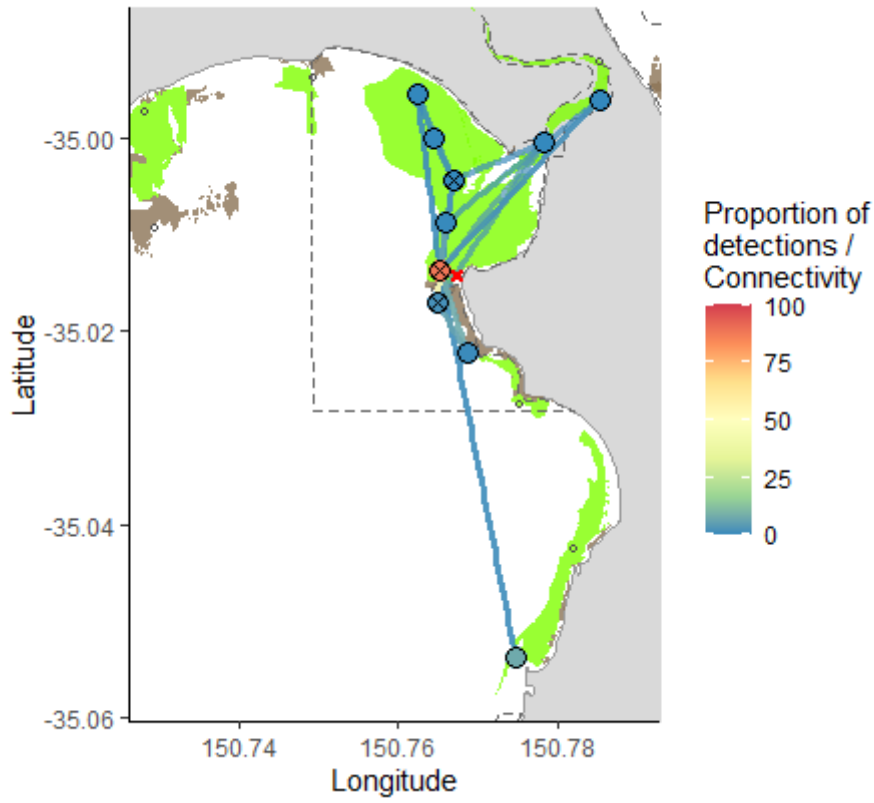 -35.00
-35.02
-35.04
-35.06
Latitude
150.74 150.76 150.78
Longitude
Proportion of
detections /
Connectivity
100
75
50
25
0